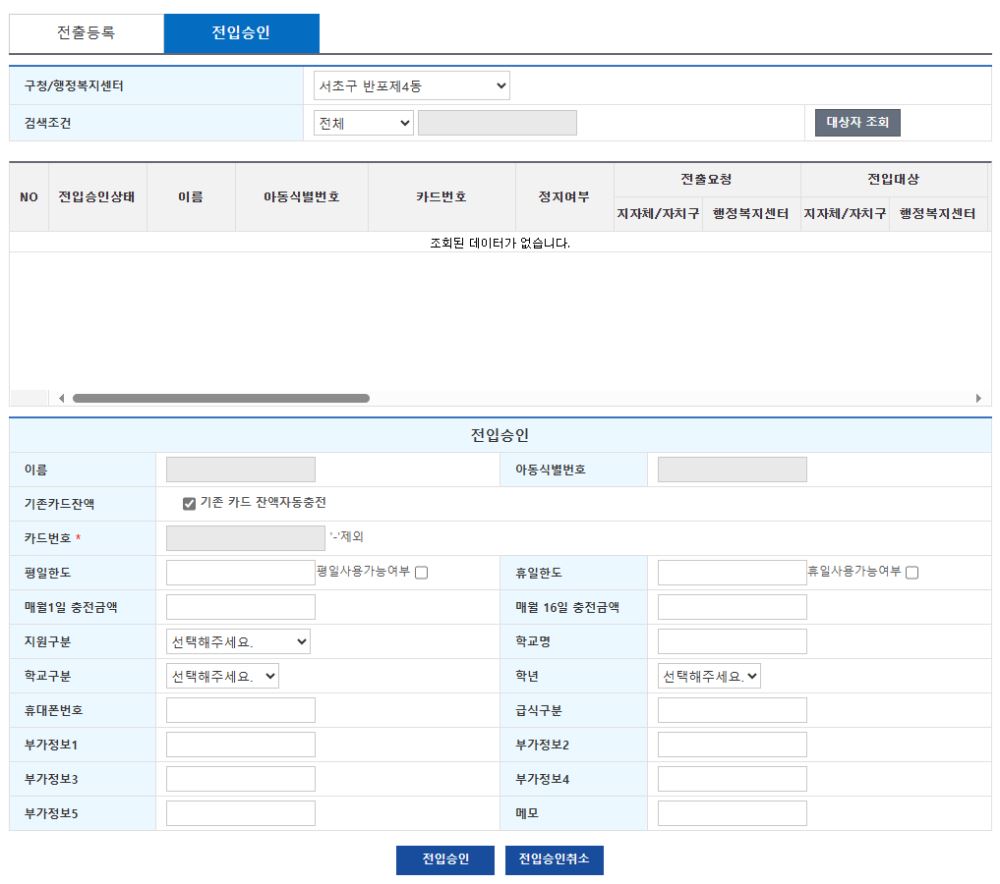 전출등록 전입승인
구청/행정복지센터 서초구 반포제4동
검색조건 전체 대상자 조회
NO 전입승인상태 이름 아동식별번호 카드번호 정지여부 전출요청 전입대상
지자체/자치구 행정복지센터 지자체/자치구 행정복지센터
조회된 데이터가 없습니다.
전입승인
이름 아동식별번호
기존카드잔액 기존 카드 잔액자동충전
카드번호 * '-'제외
평일한도 평일사용가능여부 휴일한도 휴일사용가능여부
매월1일 충전금액 매월 16일 충전금액
지원구분 선택해주세요. 학교명
학교구분 선택해주세요. 학년 선택해주세요.
휴대폰번호 급식구분
부가정보1 부가정보2
부가정보3 부가정보4
부가정보5 메모
전입승인 전입승인취소